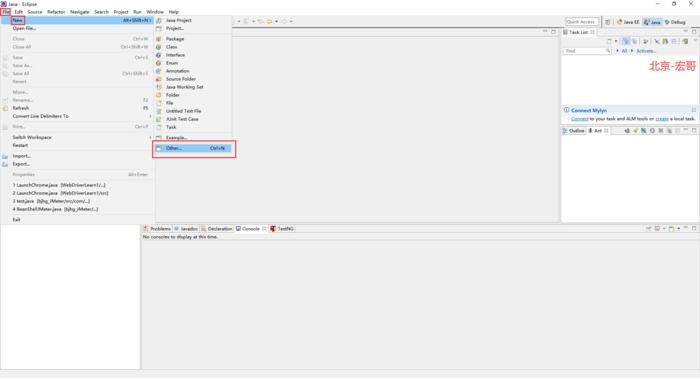 Java - Eclipse
File Edit Source Refactor Navigate Search Project Run Window Help
New Alt+Shift+N
Open File...
Close Ctrl+W
Close All Ctrl+Shift+W
Save Ctrl+S
Save As...
Save All Ctrl+Shift+S
Revert
Move...
Rename... F2
Refresh F5
Convert Line Delimiters To
Print... Ctrl+P
Switch Workspace
Restart
Import...
Export...
Properties Alt+Enter
1 LaunchChrome.java [WebDriverLearn1/...]
2 LaunchChrome.java [WebDriverLearn1/src]
3 test.java [bjhg_JMeter/src/com/...]
4 BeanShellJMeter.java [bjhg_JMeter/...]
Exit
Java Project
Project...
Package
Class
Interface
Enum
Annotation
Source Folder
Java Working Set
Folder
File
Untitled Text File
JUnit Test Case
Task
Example...
Other... Ctrl+N
Quick Access Java EE Java Debug
Task List
Find All Activate...
北京-宏哥
Connect Mylyn
Connect to your task and ALM tools or create a local task.
Outline Ant
Problems Javadoc Declaration Console TestNG
No consoles to display at this time.